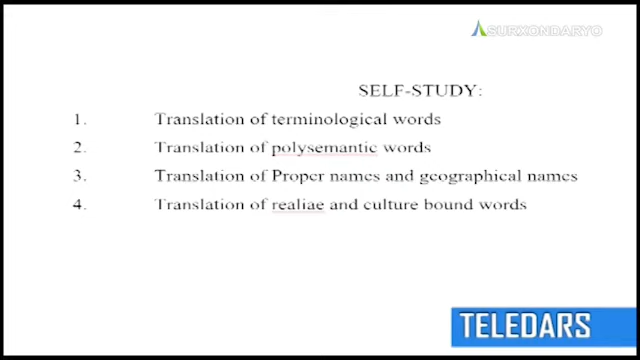 SURXONDARYO
SELF-STUDY:
1. Translation of terminological words
2. Translation of polysemantic words
3. Translation of Proper names and geographical names
4. Translation of realiae and culture bound words
TELEDARS